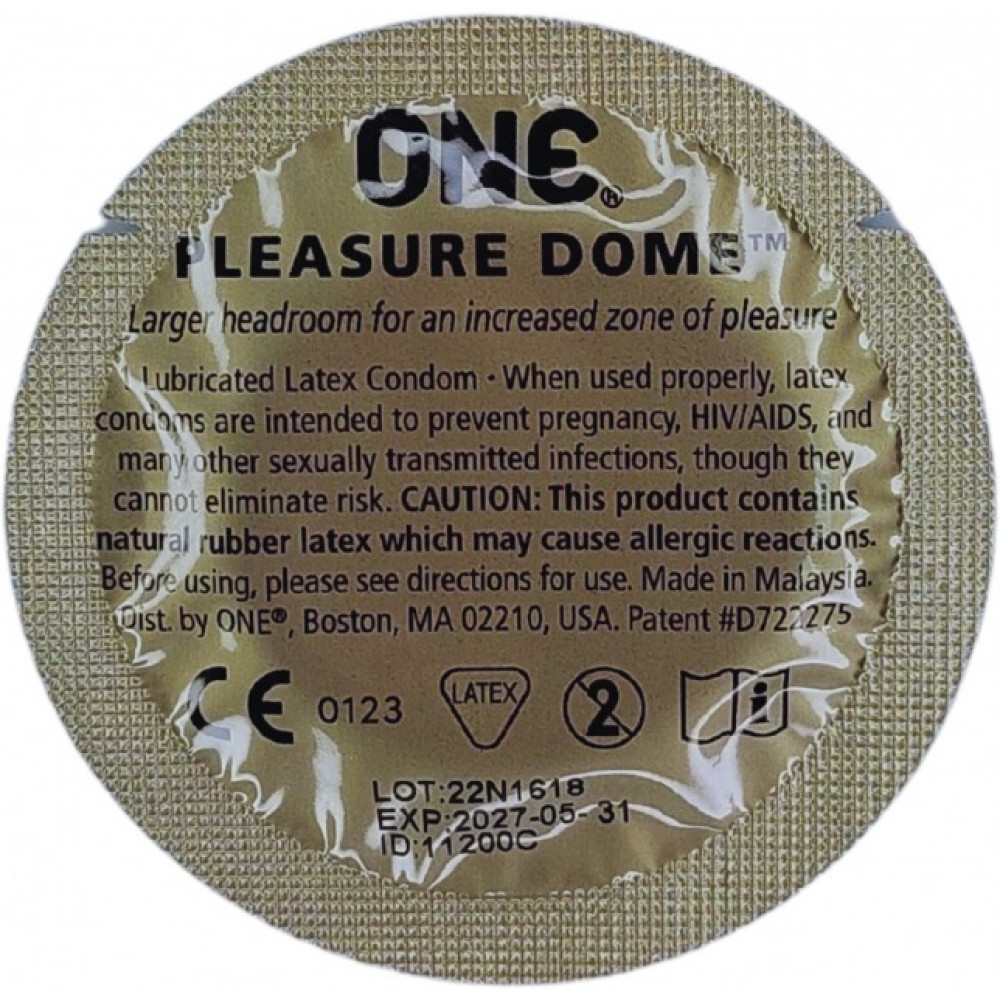 ONE®
PLEASURE DOME™
Larger headroom for an increased zone of pleasure
Lubricated Latex Condom · When used properly, latex
condoms are intended to prevent pregnancy, HIV/AIDS, and
many other sexually transmitted infections, though they
cannot eliminate risk. CAUTION: This product contains
natural rubber latex which may cause allergic reactions.
Before using, please see directions for use. Made in Malaysia.
Dist. by ONE®, Boston, MA 02210, USA. Patent #D722275
CE 0123 LATEX 2 i
LOT:22N1618
EXP:2027-05-31
ID:11200C